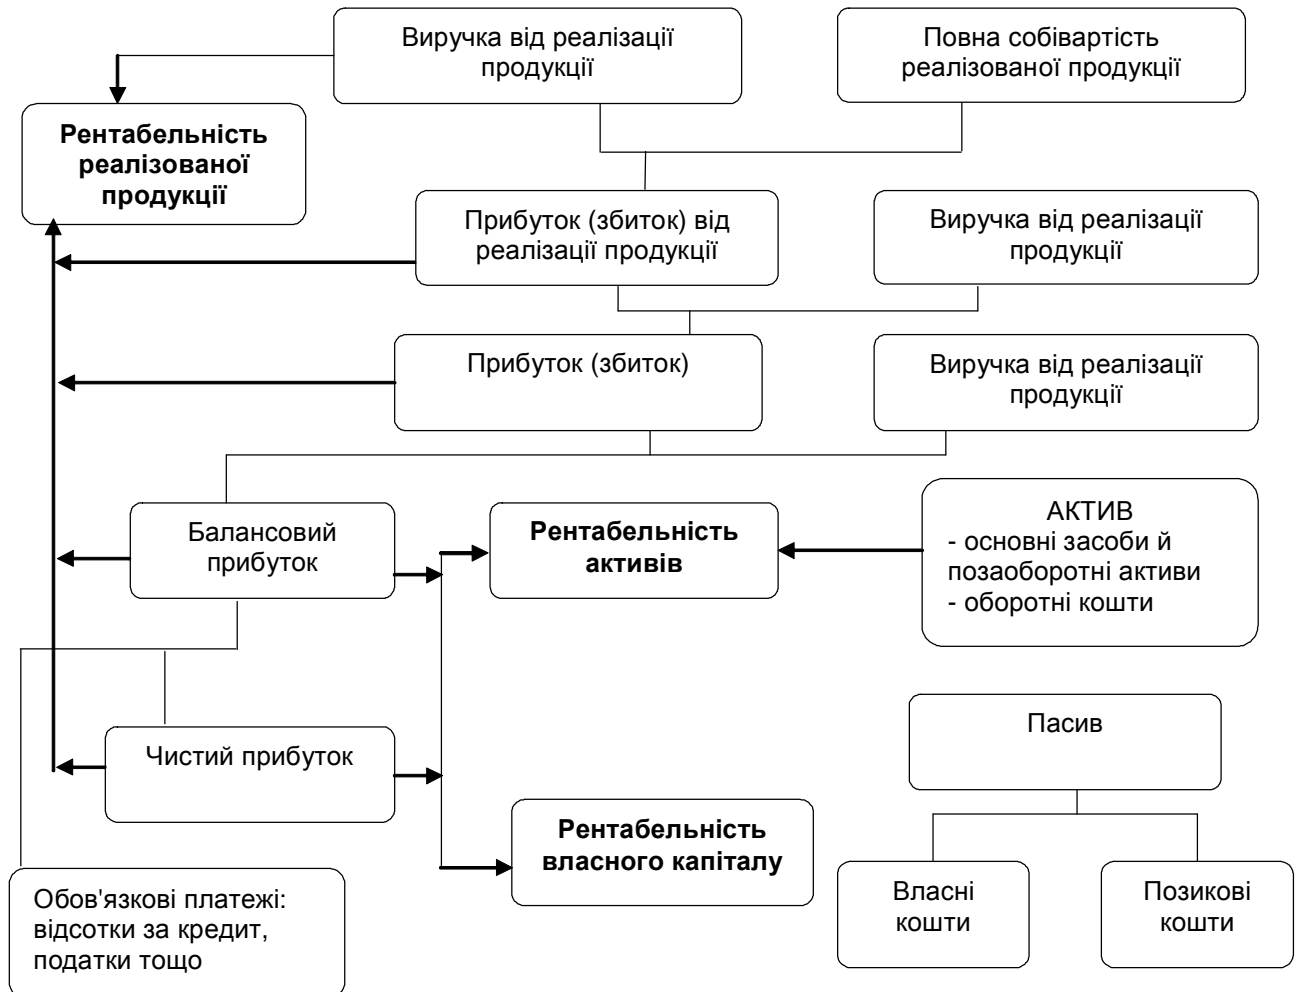 Виручка від реалізації
продукції
Повна собівартість
реалізованої продукції
Рентабельність
реалізованої
продукції
Прибуток (збиток) від
реалізації продукції
Виручка від реалізації
продукції
Прибуток (збиток)
Виручка від реалізації
продукції
Балансовий
прибуток
Рентабельність
активів
АКТИВ
- основні засоби й
позаоборотні активи
- оборотні кошти
Чистий прибуток
Пасив
Рентабельність
власного капіталу
Власні
кошти
Позикові
кошти
Обов'язкові платежі:
відсотки за кредит,
податки тощо